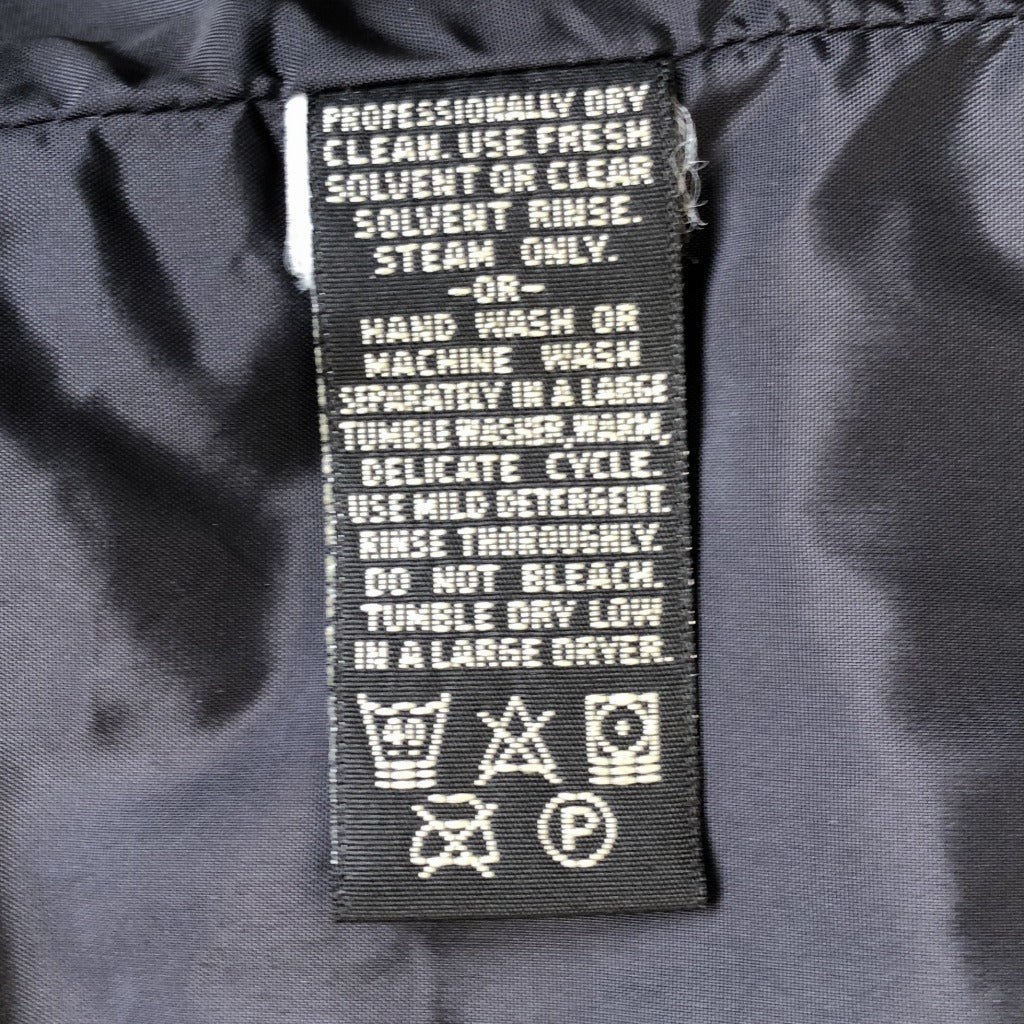 PROFESSIONALLY DRY
CLEAN. USE FRESH
SOLVENT OR CLEAR
SOLVENT RINSE.
STEAM ONLY.
-OR-
HAND WASH OR
MACHINE WASH
SEPARATELY IN A LARGE
TUMBLE WASHER, WARM,
DELICATE CYCLE.
USE MILD DETERGENT.
RINSE THOROUGHLY.
DO NOT BLEACH.
TUMBLE DRY LOW
IN A LARGE DRYER.
40
P